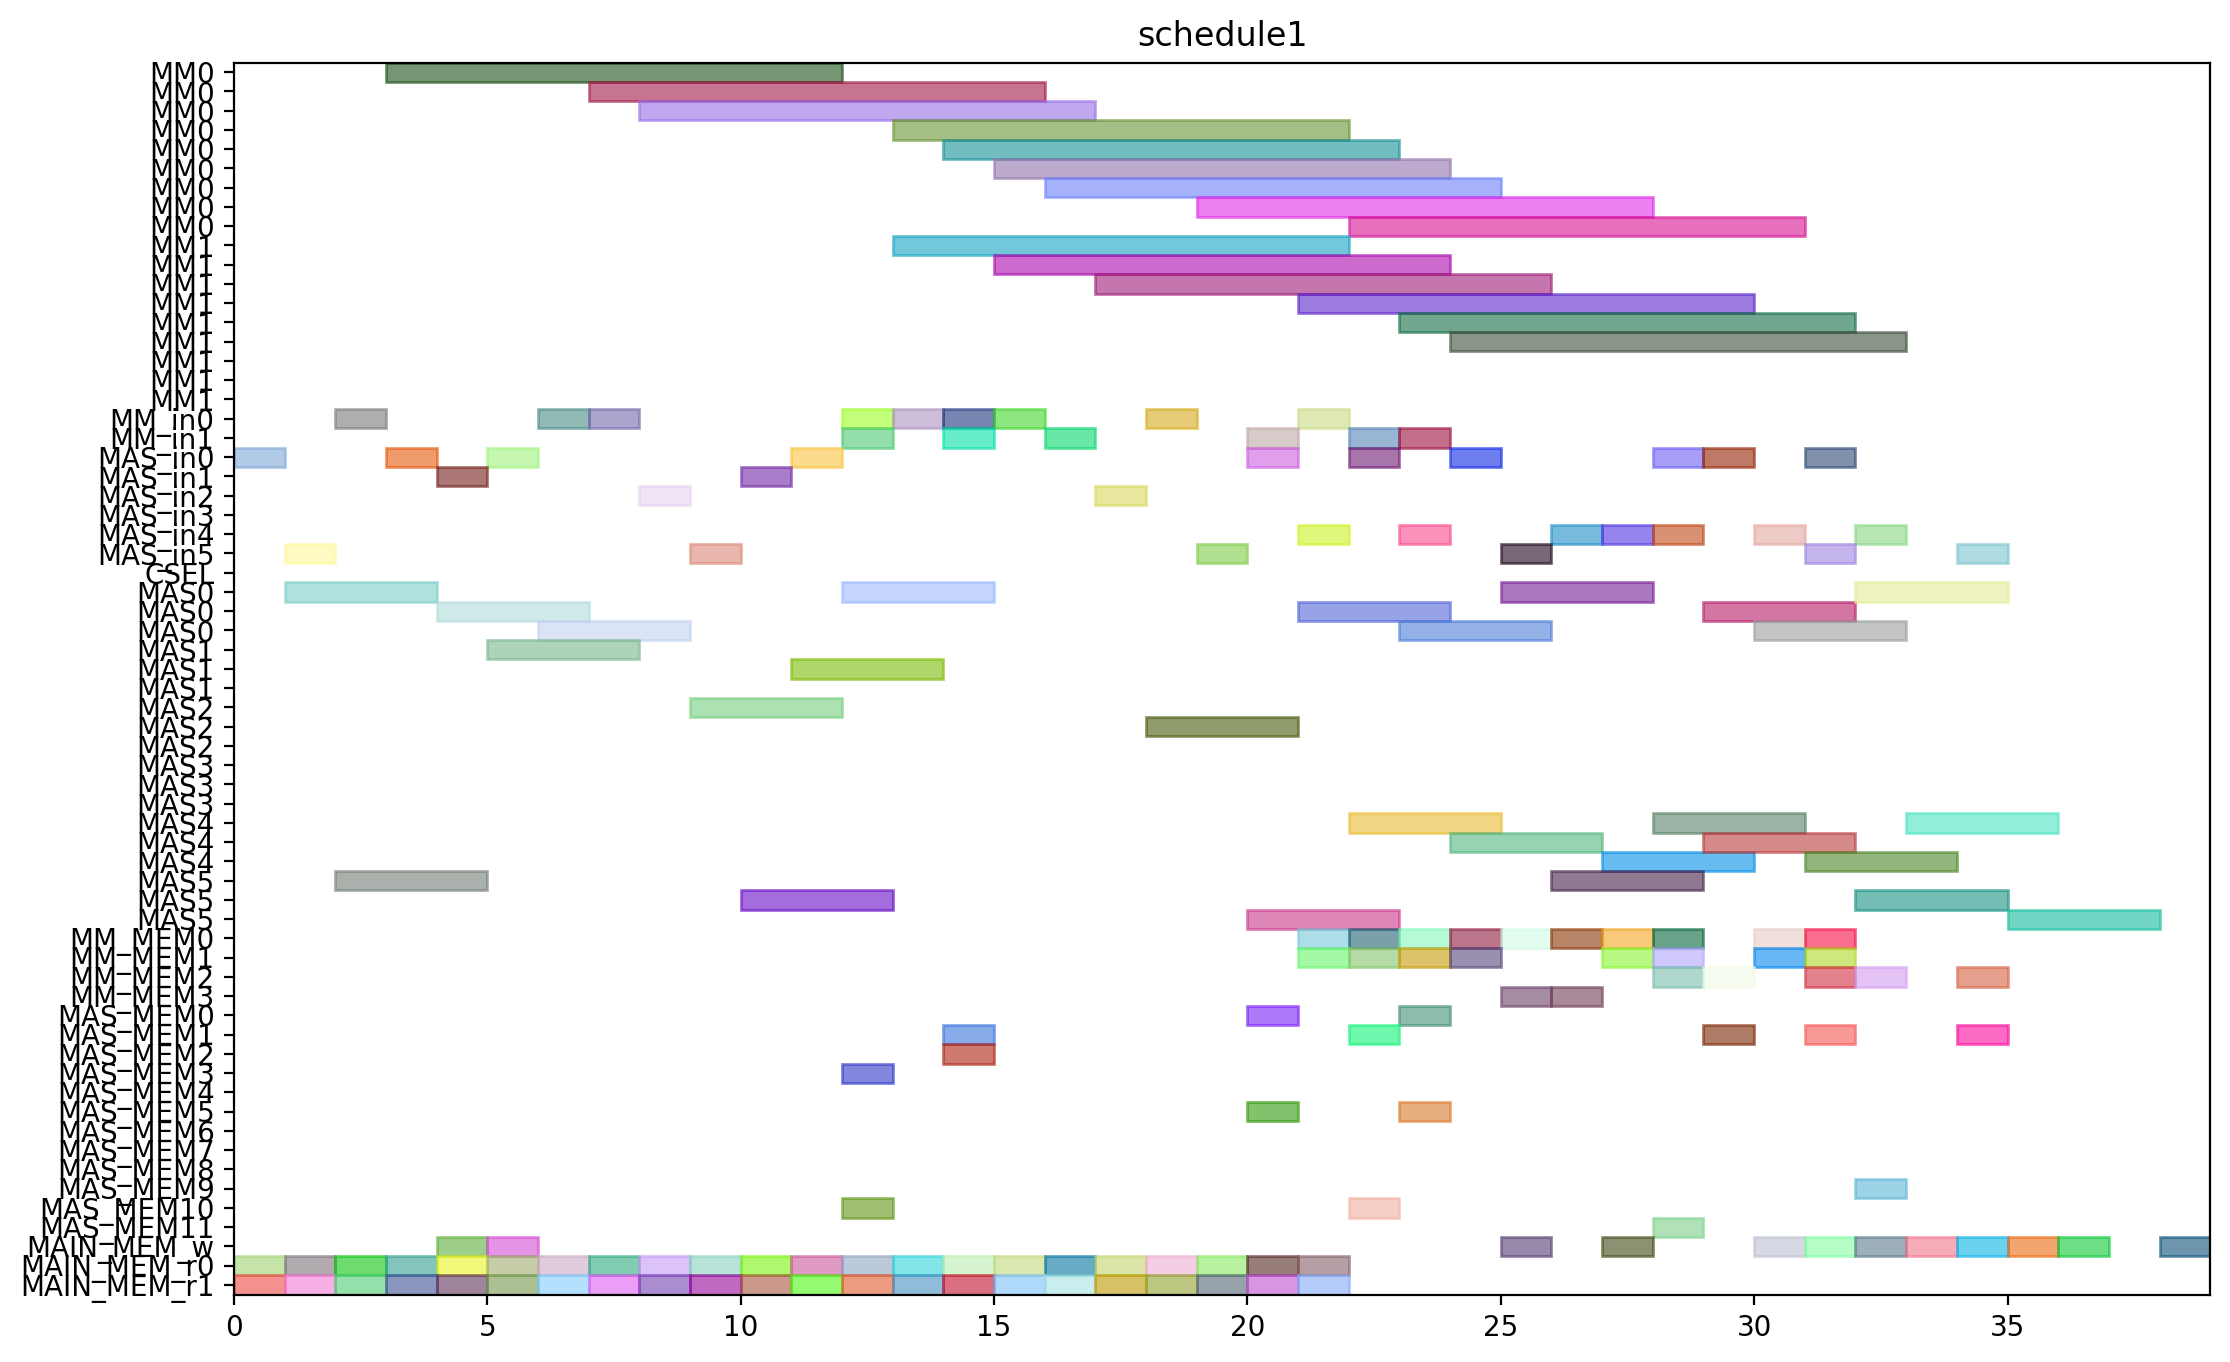 schedule1
MM0
MM0
MM0
MM0
MM0
MM0
MM0
MM0
MM0
MM1
MM1
MM1
MM1
MM1
MM1
MM1
MM1
MM1
MM_in0
MM_in1
MAS_in0
MAS_in1
MAS_in2
MAS_in3
MAS_in4
MAS_in5
CSEL
MAS0
MAS0
MAS0
MAS1
MAS1
MAS1
MAS2
MAS2
MAS2
MAS3
MAS3
MAS3
MAS4
MAS4
MAS4
MAS5
MAS5
MAS5
MM_MEM0
MM_MEM1
MM_MEM2
MM_MEM3
MAS_MEM0
MAS_MEM1
MAS_MEM2
MAS_MEM3
MAS_MEM4
MAS_MEM5
MAS_MEM6
MAS_MEM7
MAS_MEM8
MAS_MEM9
MAS_MEM10
MAS_MEM11
MAIN_MEM_w
MAIN_MEM_r0
MAIN_MEM_r1
0 5 10 15 20 25 30 35